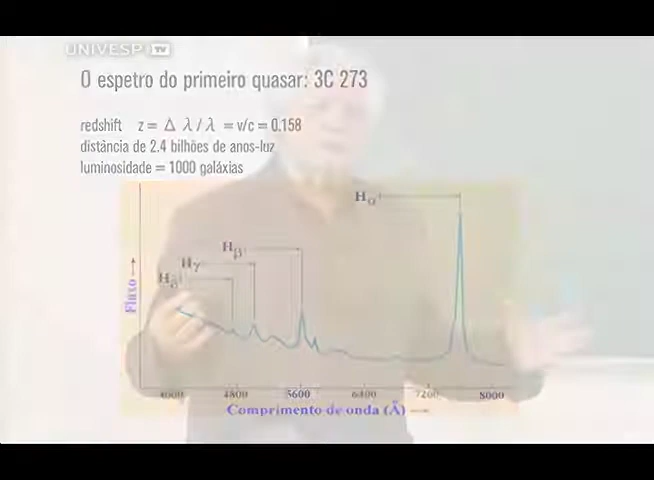 UNIVESP TV
O espetro do primeiro quasar: 3C 273
redshift z = Δ λ / λ = v/c = 0.158
distância de 2.4 bilhões de anos-luz
luminosidade = 1000 galáxias
Hα
Hβ
Hγ
Hδ
Fluxo
4000 4800 5600 6400 7200 8000
Comprimento de onda (Å)